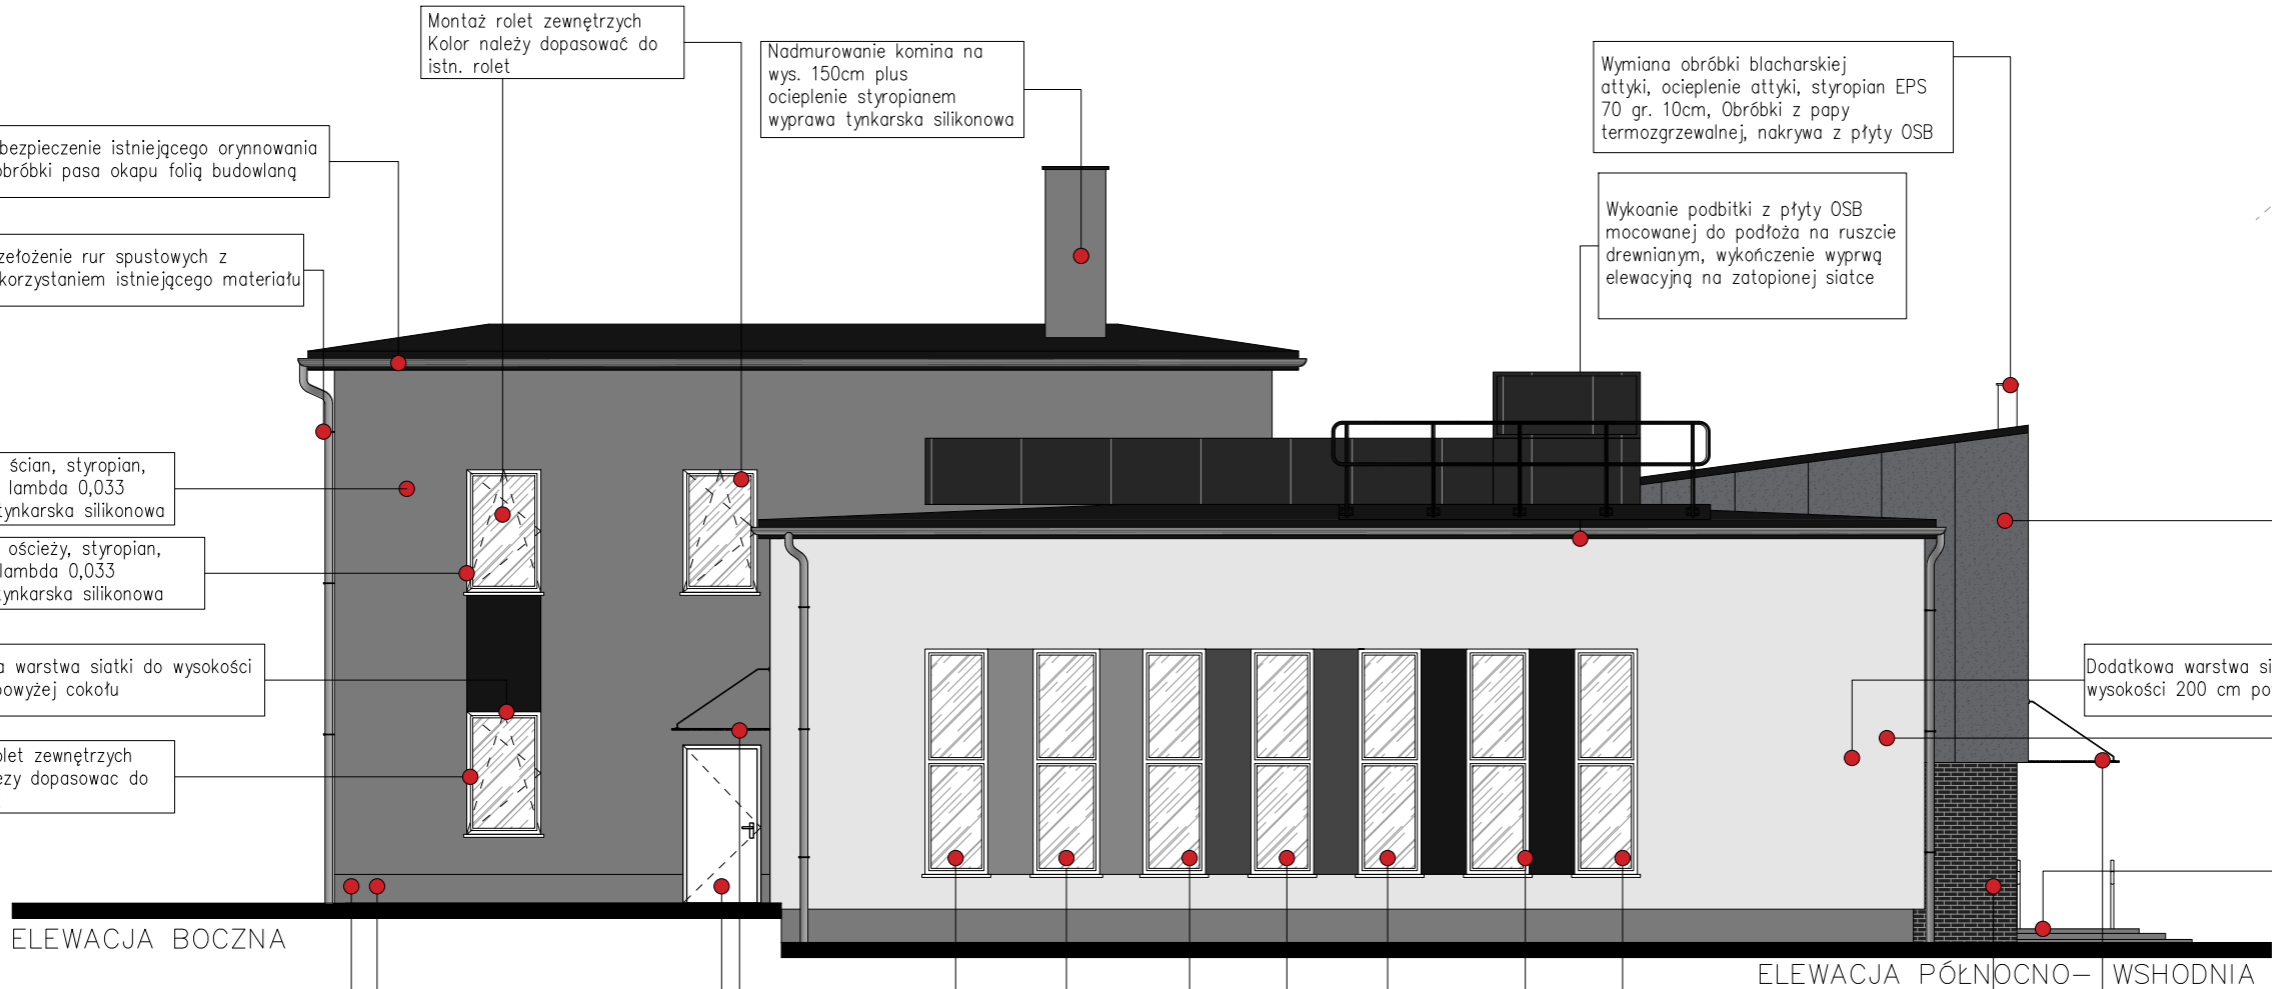 Montaż rolet zewnętrznych
Kolor należy dopasować do
istn. rolet
Nadmurowanie komina na
wys. 150cm plus
ocieplenie styropianem
wyprawa tynkarska silikonowa
Wymiana obróbki blacharskiej
attyki, ocieplenie attyki, styropian EPS
70 gr. 10cm, Obróbki z papy
termozgrzewalnej, nakrywa z płyty OSB
bezpieczenie istniejącego orynnowania
obróbki pasa okapu folią budowlaną
Wykoanie podbitki z płyty OSB
mocowanej do podłoża na ruszcie
drewnianym, wykończenie wyprwą
elewacyjną na zatopionej siatce
zełożenie rur spustowych z
korzystaniem istniejącego materiału
ścian, styropian,
lambda 0,033
tynkarska silikonowa
ościeży, styropian,
lambda 0,033
tynkarska silikonowa
a warstwa siatki do wysokości
powyżej cokołu
Dodatkowa warstwa si
wysokości 200 cm po
olet zewnętrznych
eży dopasowac do
ELEWACJA BOCZNA
ELEWACJA PÓŁNOCNO- WSHODNIA